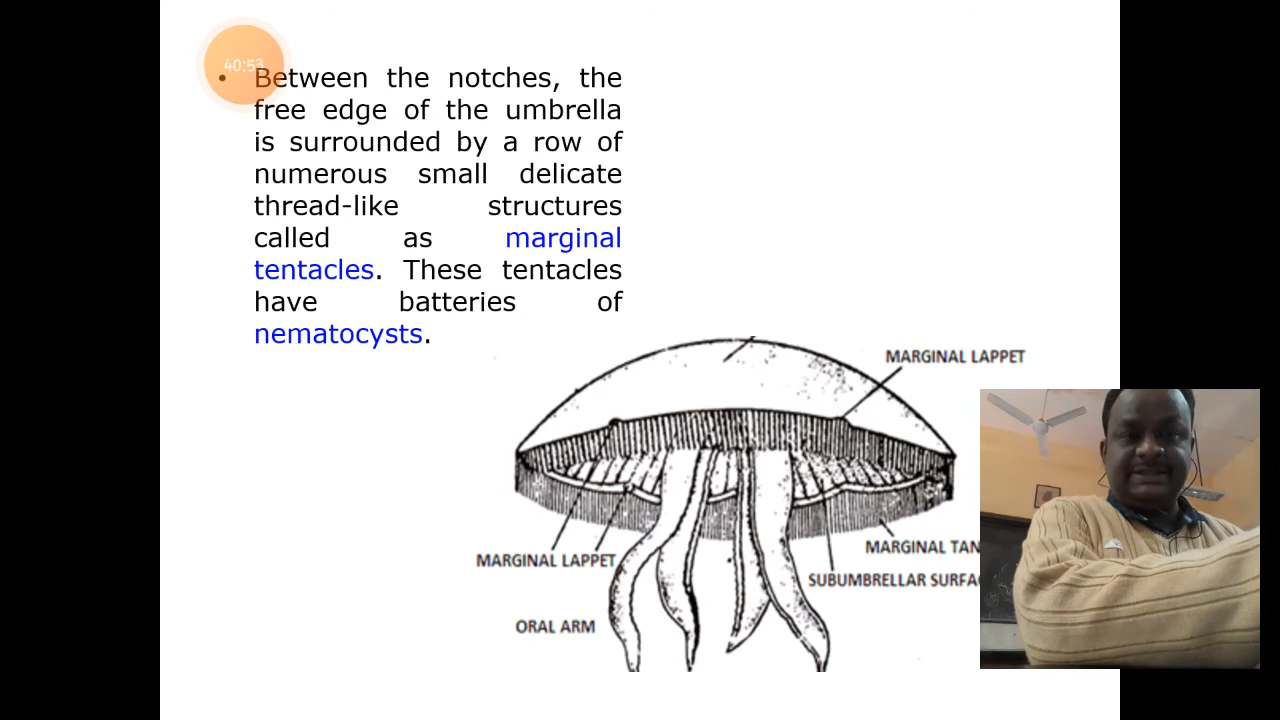 40:53
• Between the notches, the
free edge of the umbrella
is surrounded by a row of
numerous small delicate
thread-like structures
called as marginal
tentacles. These tentacles
have batteries of
nematocysts.
MARGINAL LAPPET
MARGINAL TAN
MARGINAL LAPPET
SUBUMBRELLAR SURFAC
ORAL ARM